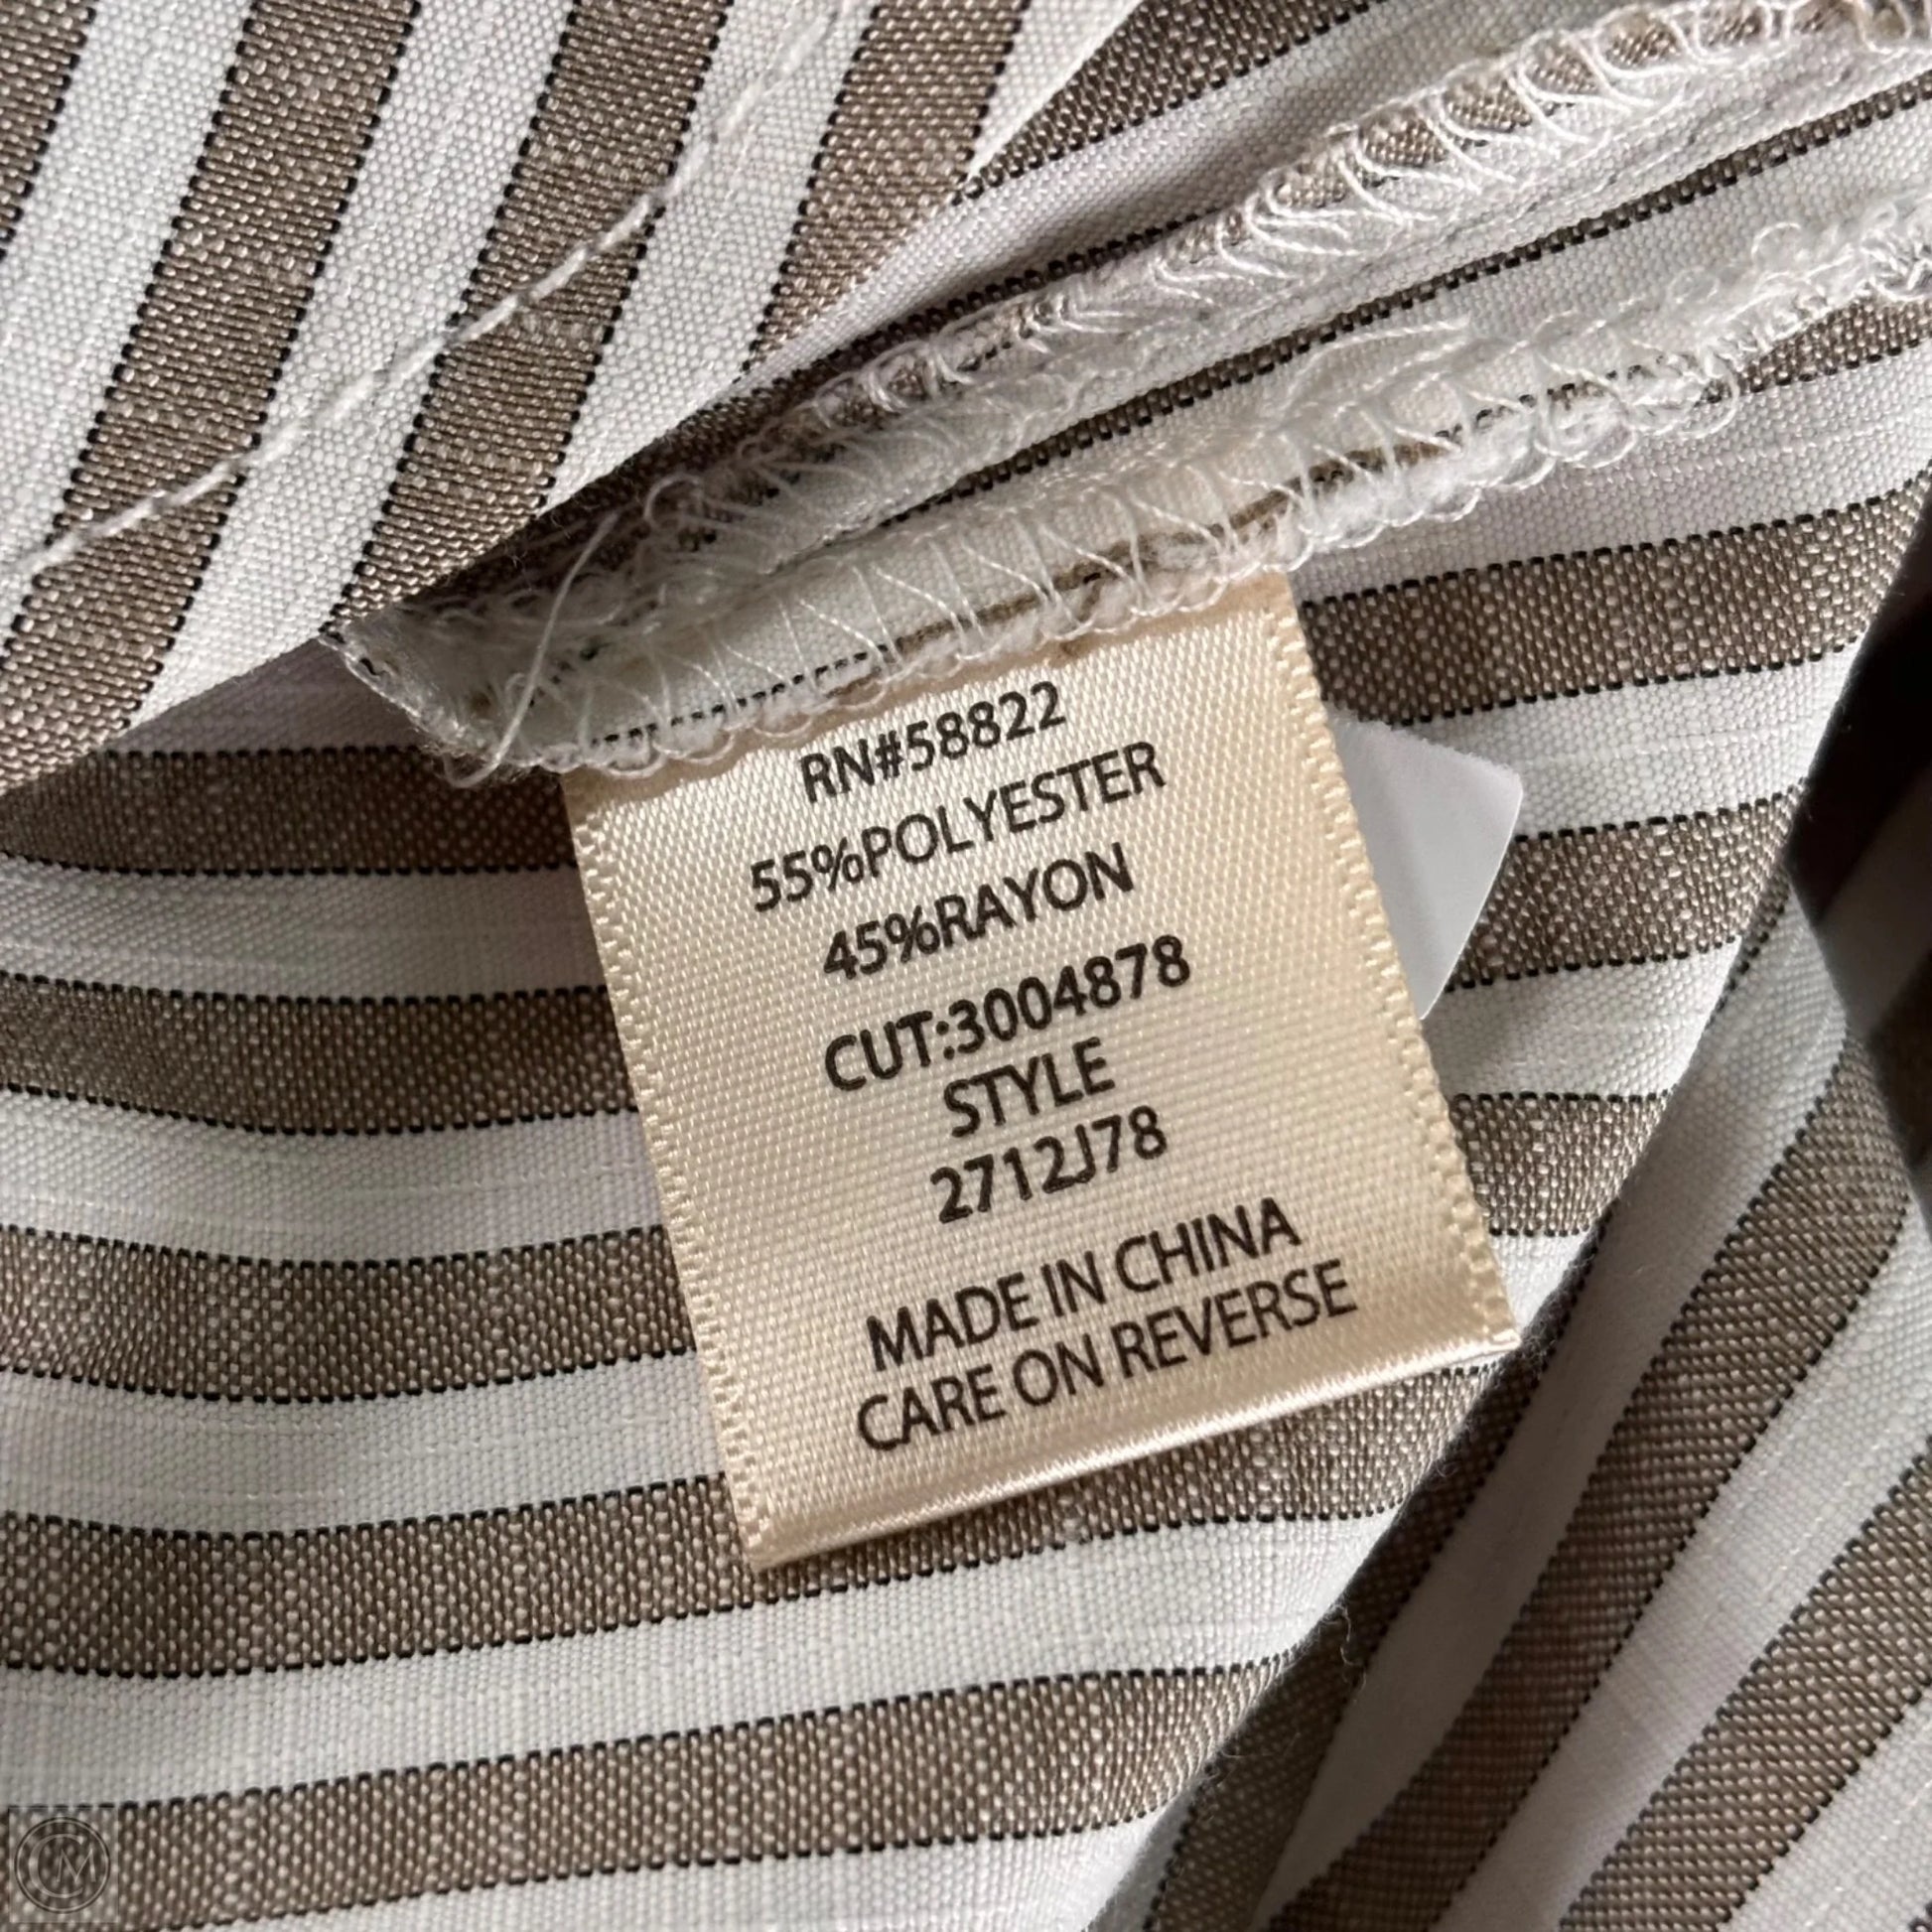 RN#58822
55%POLYESTER
45%RAYON
CUT:3004878
STYLE
2712J78
MADE IN CHINA
CARE ON REVERSE